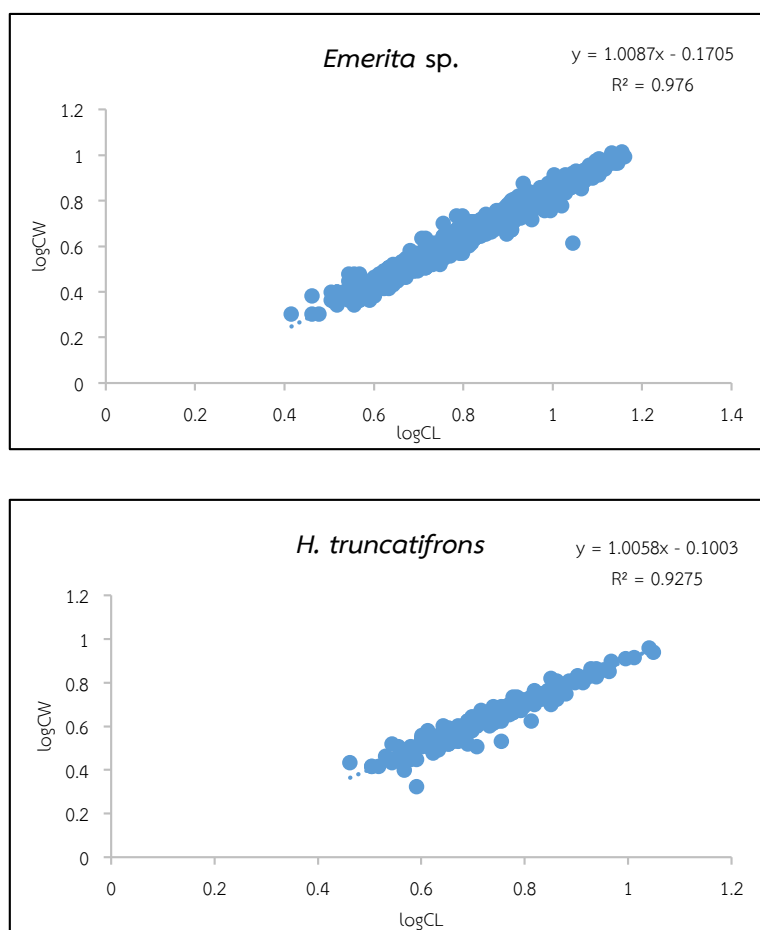 Emerita sp.
y = 1.0087x - 0.1705
R² = 0.976
1.2
1
0.8
0.6
0.4
0.2
0
logCW
0 0.2 0.4 0.6 0.8 1 1.2 1.4
logCL
H. truncatifrons
y = 1.0058x - 0.1003
R² = 0.9275
1.2
1
0.8
0.6
0.4
0.2
0
logCW
0 0.2 0.4 0.6 0.8 1 1.2
logCL